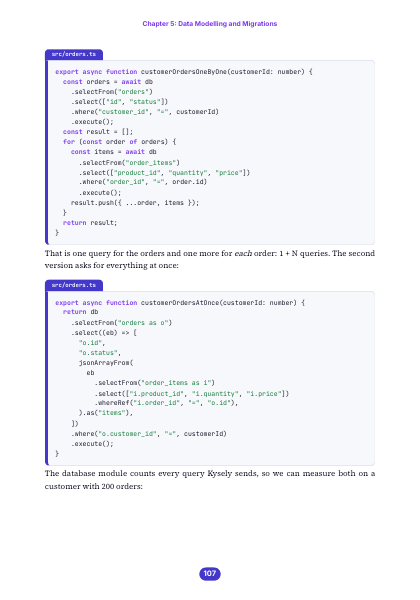 Chapter 5: Data Modelling and Migrations
src/orders.ts
export async function customerOrdersOneByOne(customerId: number) {
  const orders = await db
    .selectFrom("orders")
    .select(["id", "status"])
    .where("customer_id", "=", customerId)
    .execute();
  const result = [];
  for (const order of orders) {
    const items = await db
      .selectFrom("order_items")
      .select(["product_id", "quantity", "price"])
      .where("order_id", "=", order.id)
      .execute();
    result.push({ ...order, items });
  }
  return result;
}
That is one query for the orders and one more for each order: 1 + N queries. The second
version asks for everything at once:
src/orders.ts
export async function customerOrdersAtOnce(customerId: number) {
  return db
    .selectFrom("orders as o")
    .select((eb) => [
      "o.id",
      "o.status",
      jsonArrayFrom(
        eb
          .selectFrom("order_items as i")
          .select(["i.product_id", "i.quantity", "i.price"])
          .whereRef("i.order_id", "=", "o.id"),
      ).as("items"),
    ])
    .where("o.customer_id", "=", customerId)
    .execute();
}
The database module counts every query Kysely sends, so we can measure both on a
customer with 200 orders:
107